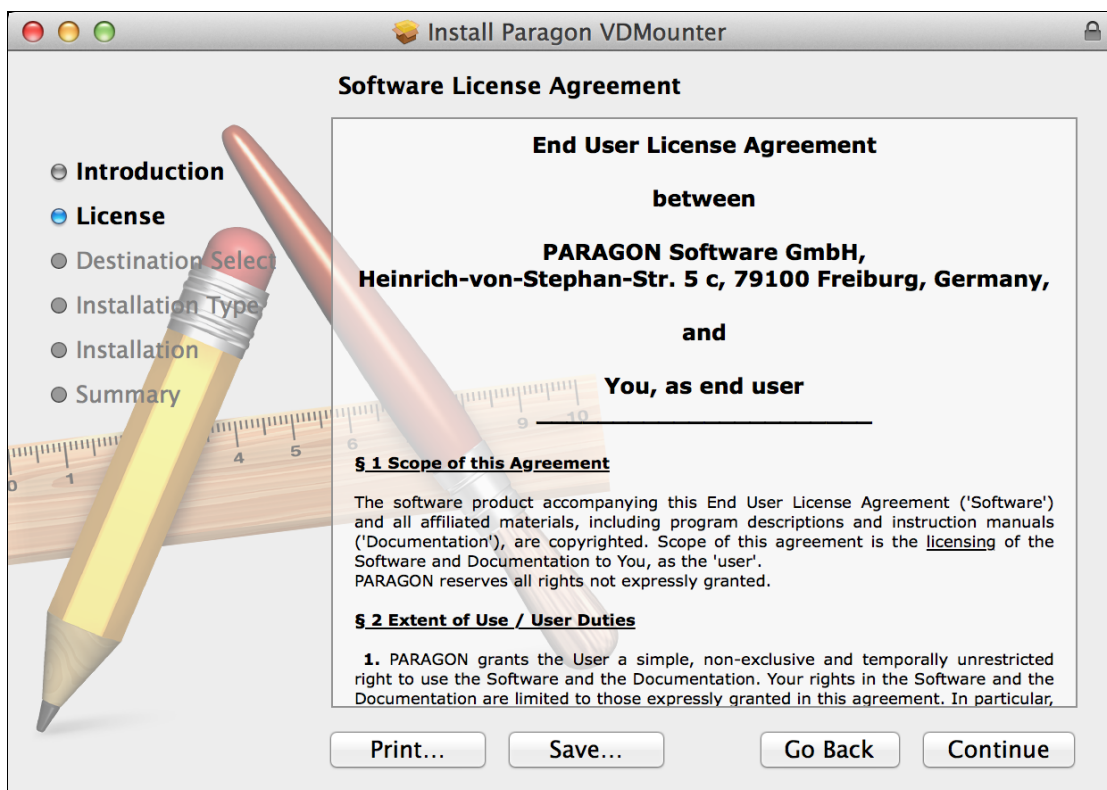 Install Paragon VDMounter
Software License Agreement
Introduction
License
Destination Select
Installation Type
Installation
Summary
0 1 4 5 6 9 10
End User License Agreement
between
PARAGON Software GmbH,
Heinrich-von-Stephan-Str. 5 c, 79100 Freiburg, Germany,
and
You, as end user
§ 1 Scope of this Agreement
The software product accompanying this End User License Agreement ('Software')
and all affiliated materials, including program descriptions and instruction manuals
('Documentation'), are copyrighted. Scope of this agreement is the licensing of the
Software and Documentation to You, as the 'user'.
PARAGON reserves all rights not expressly granted.
§ 2 Extent of Use / User Duties
1. PARAGON grants the User a simple, non-exclusive and temporally unrestricted
right to use the Software and the Documentation. Your rights in the Software and the
Documentation are limited to those expressly granted in this agreement. In particular,
Print...
Save...
Go Back
Continue